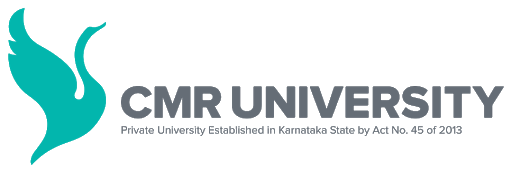 CMR UNIVERSITY
Private University Established in Karnataka State by Act No. 45 of 2013